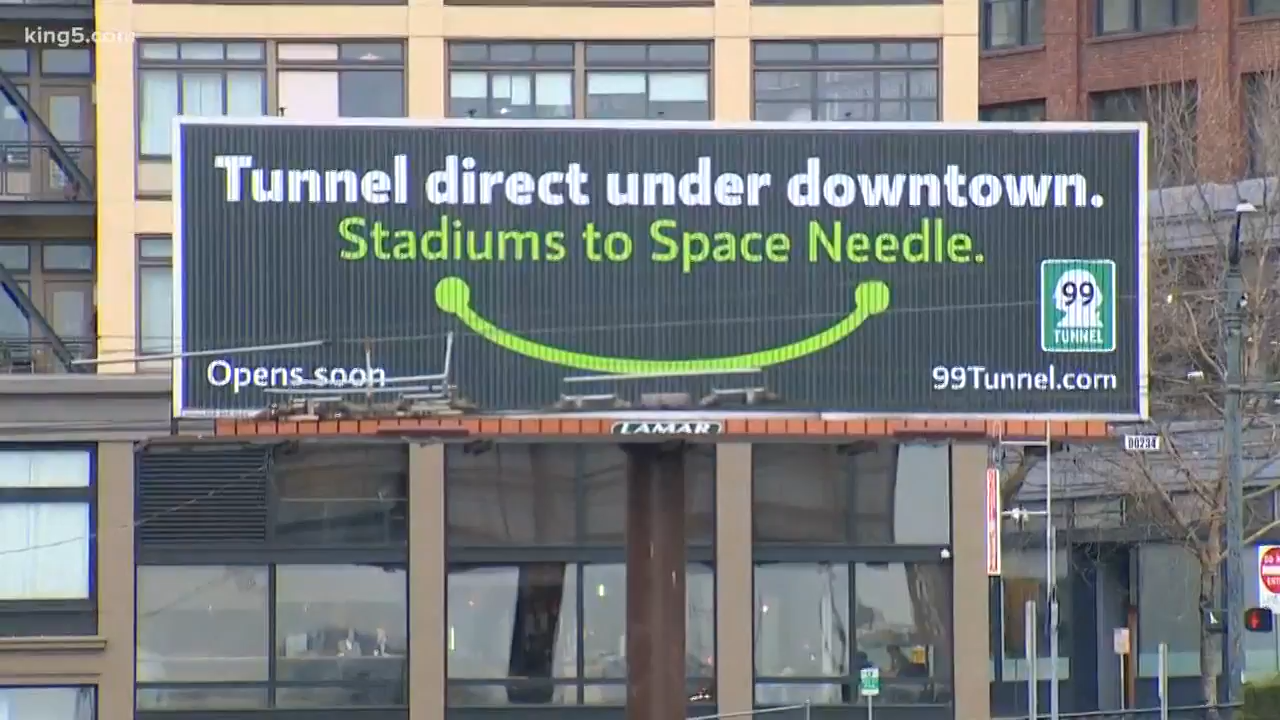 king5.com
Tunnel direct under downtown.
Stadiums to Space Needle.
99
TUNNEL
Opens soon
99Tunnel.com
LAMAR
00234